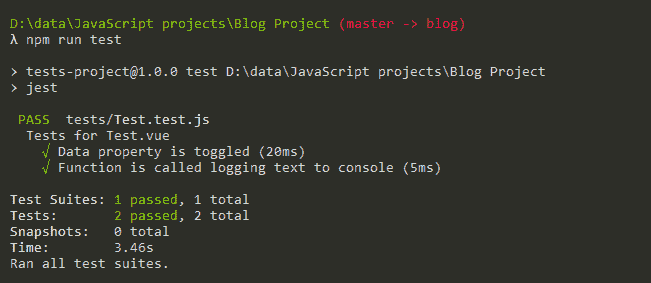 D:\data\JavaScript projects\Blog Project (master -> blog)
λ npm run test
> tests-project@1.0.0 test D:\data\JavaScript projects\Blog Project
> jest
PASS  tests/Test.test.js
Tests for Test.vue
√ Data property is toggled (20ms)
√ Function is called logging text to console (5ms)
Test Suites: 1 passed, 1 total
Tests:       2 passed, 2 total
Snapshots:   0 total
Time:        3.46s
Ran all test suites.